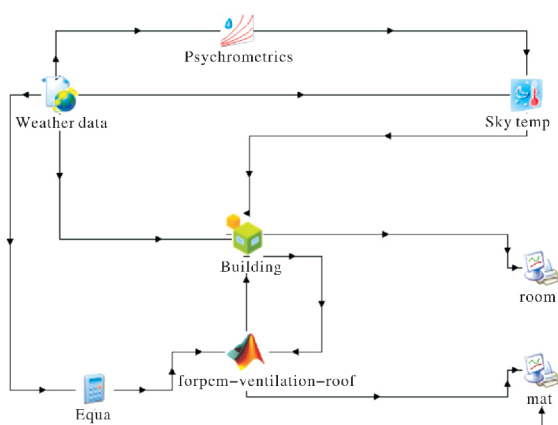 Psychrometrics
Weather data
Sky temp
Building
room
forpcm-ventilation-roof
mat
Equa